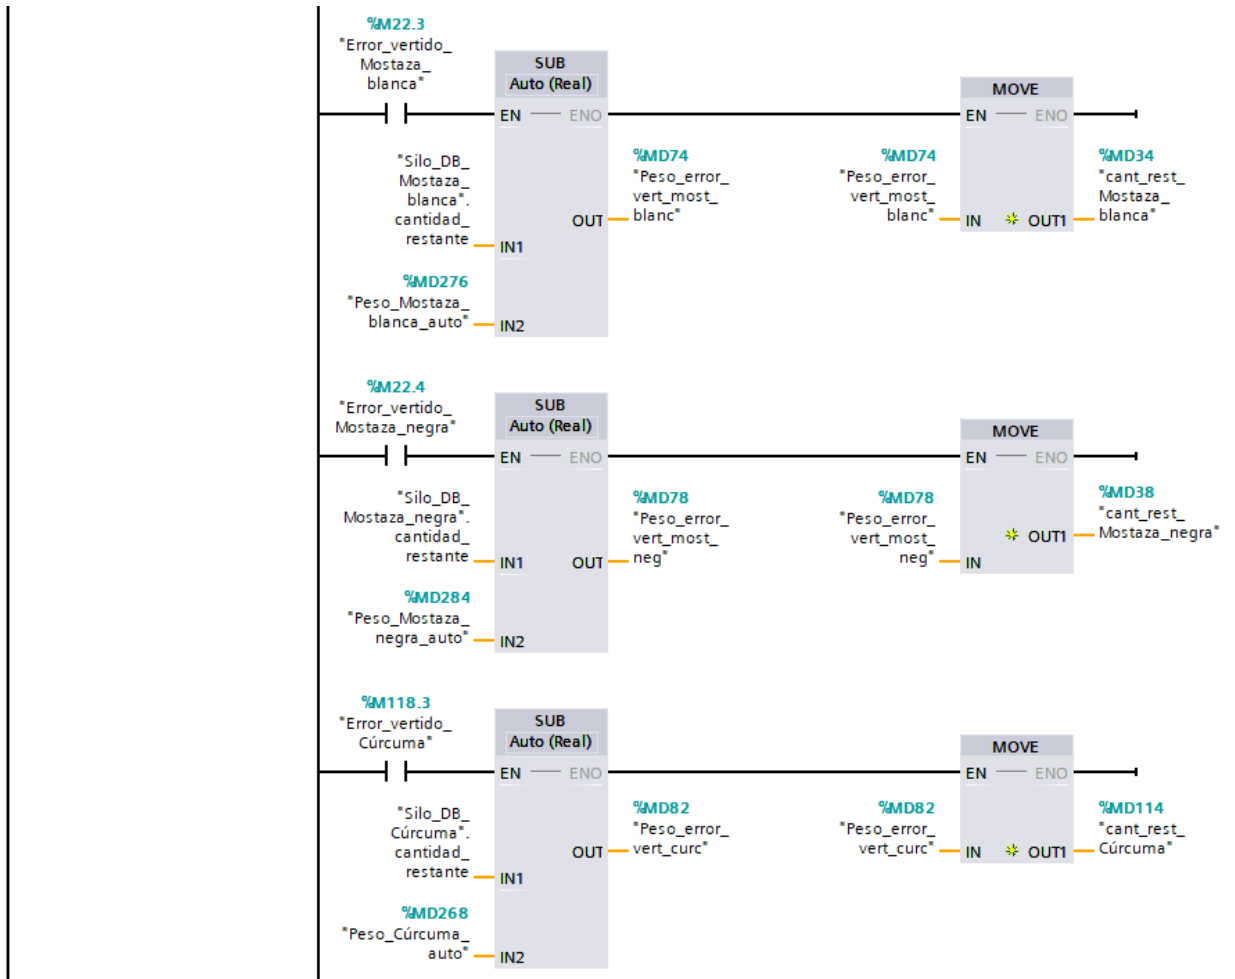 %M22.3
"Error_vertido_
Mostaza_
blanca"
SUB
Auto (Real)
MOVE
EN
ENO
EN
ENO
"Silo_DB_
Mostaza_
blanca".
cantidad_
restante
IN1
%MD276
"Peso_Mostaza_
blanca_auto"
IN2
OUT
%MD74
"Peso_error_
vert_most_
blanc"
%MD74
"Peso_error_
vert_most_
blanc"
IN
OUT1
%MD34
"cant_rest_
Mostaza_
blanca"
%M22.4
"Error_vertido_
Mostaza_negra"
SUB
Auto (Real)
MOVE
EN
ENO
EN
ENO
"Silo_DB_
Mostaza_negra".
cantidad_
restante
IN1
%MD284
"Peso_Mostaza_
negra_auto"
IN2
OUT
%MD78
"Peso_error_
vert_most_
neg"
%MD78
"Peso_error_
vert_most_
neg"
IN
OUT1
%MD38
"cant_rest_
Mostaza_negra"
%M118.3
"Error_vertido_
Cúrcuma"
SUB
Auto (Real)
MOVE
EN
ENO
EN
ENO
"Silo_DB_
Cúrcuma".
cantidad_
restante
IN1
%MD268
"Peso_Cúrcuma_
auto"
IN2
OUT
%MD82
"Peso_error_
vert_curc"
%MD82
"Peso_error_
vert_curc"
IN
OUT1
%MD114
"cant_rest_
Cúrcuma"